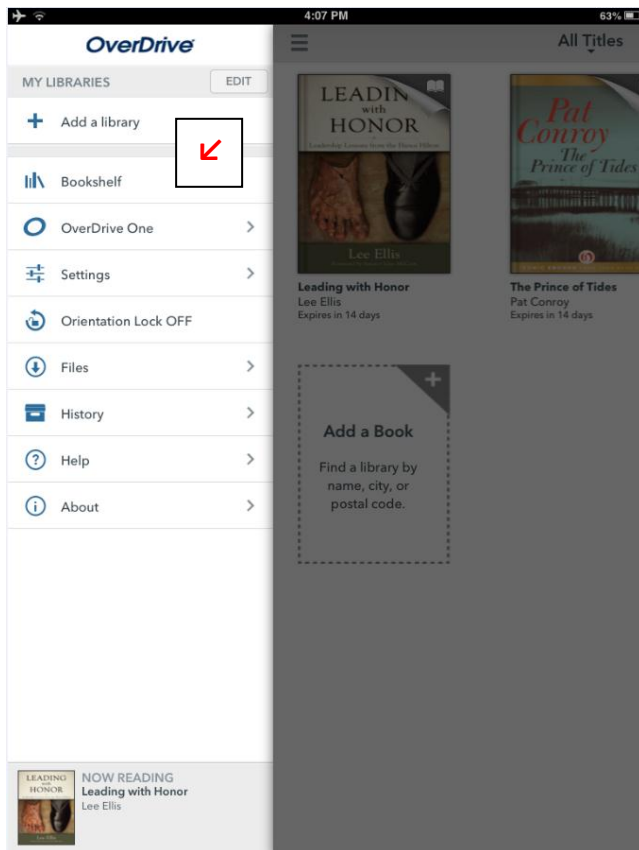 4:07 PM
63%
OverDrive
MY LIBRARIES
EDIT
Add a library
Bookshelf
OverDrive One
Settings
Orientation Lock OFF
Files
History
Help
About
NOW READING
Leading with Honor
Lee Ellis
LEADING
with
HONOR
Lee Ellis
All Titles
LEADIN
with
HONOR
Leadership Lessons from the Hanoi Hilton
Lee Ellis
Leading with Honor
Lee Ellis
Expires in 14 days
Pat
Conroy
The
Prince of Tides
The Prince of Tides
Pat Conroy
Expires in 14 days
Add a Book
Find a library by
name, city, or
postal code.